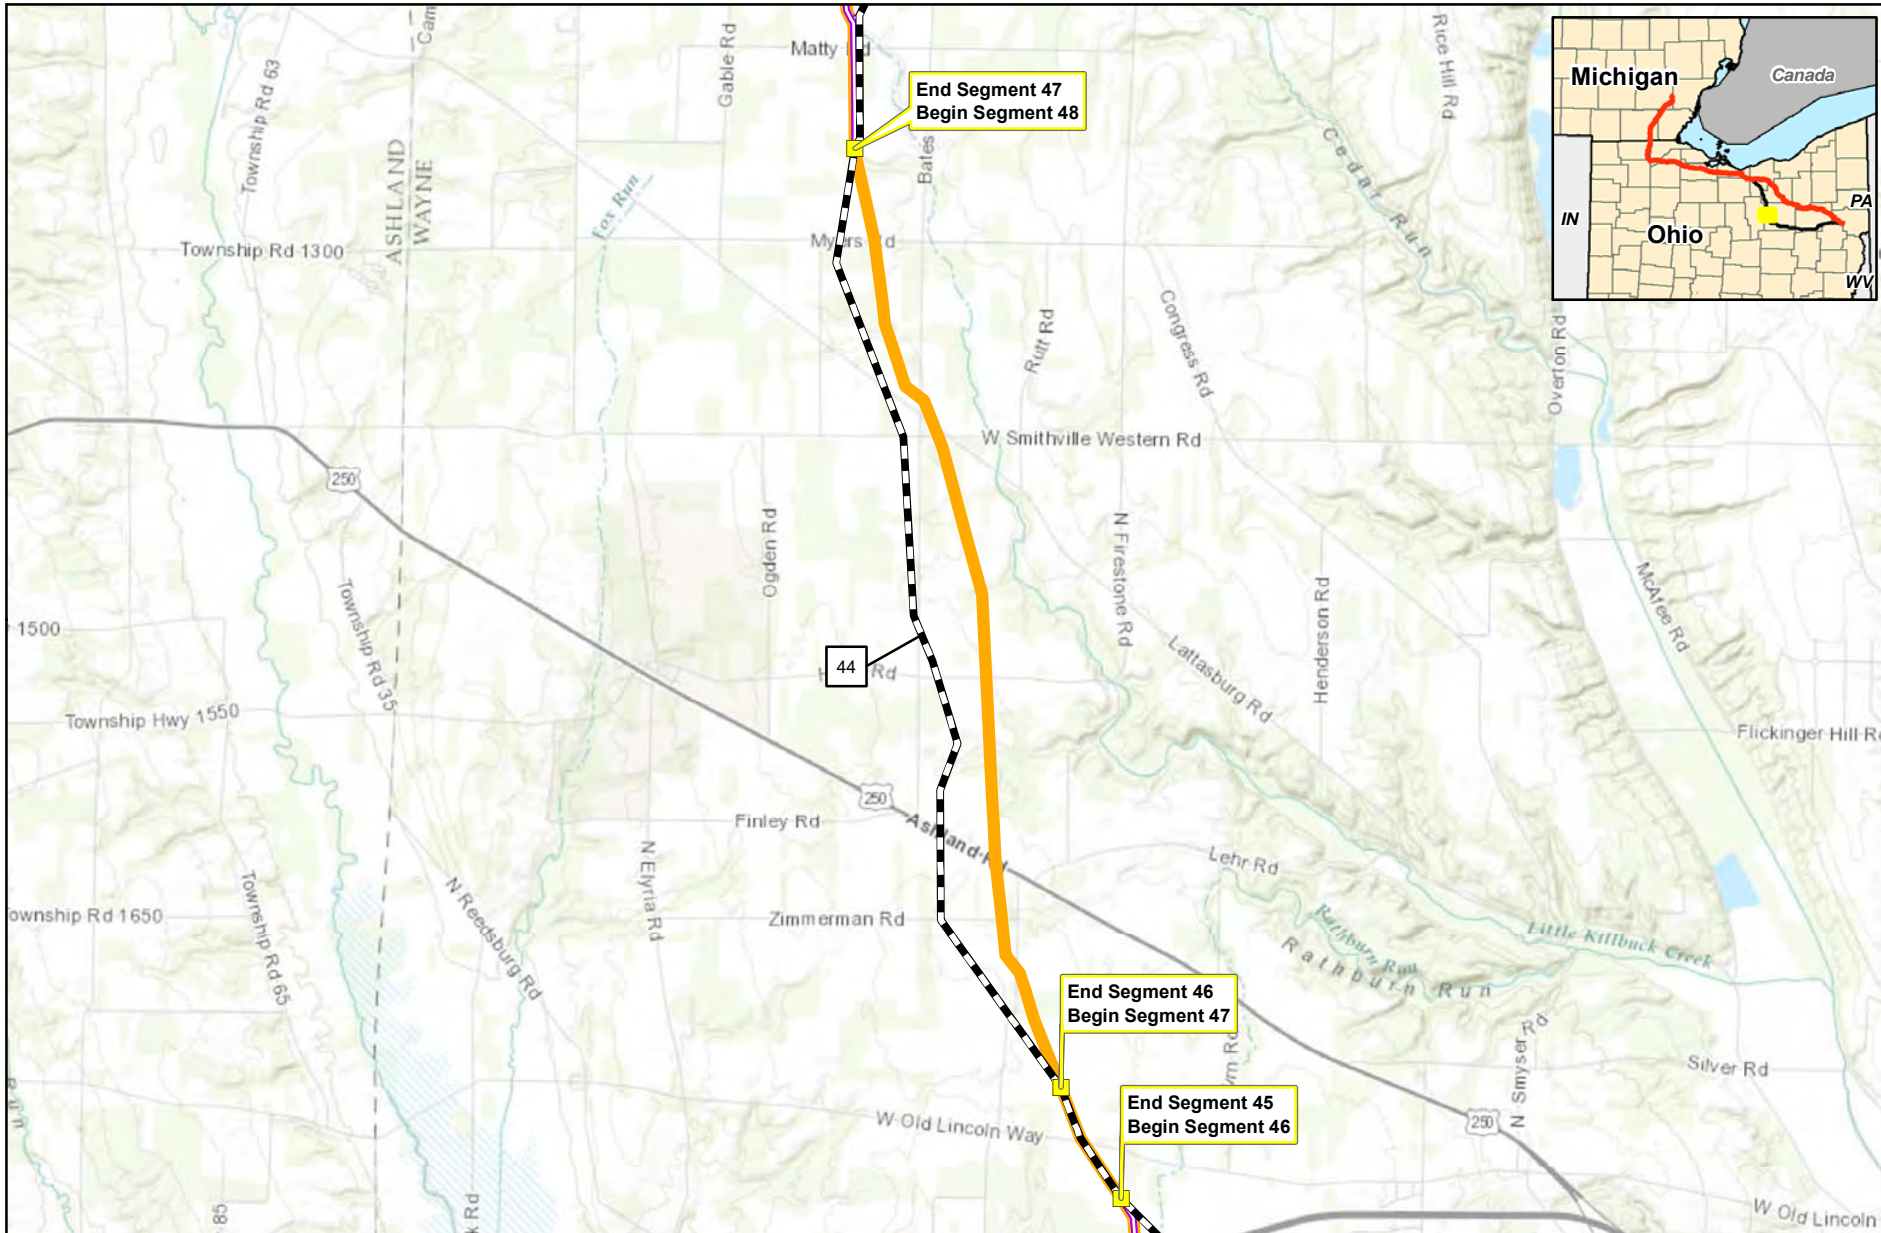 Matty Rd
Gable Rd
Rice Hill Rd
Township Rd 63
ASHLAND
WAYNE
End Segment 47
Begin Segment 48
Bates
Michigan
Canada
IN
Ohio
PA
WV
Cedar Run
Fox Run
Township Rd 1300
Myers Rd
Rutt Rd
Congress Rd
Overton Rd
W Smithville Western Rd
250
Ogden Rd
N Firestone Rd
Henderson Rd
McAfee Rd
1500
Township Rd 35
44
Rd
Lattasburg Rd
Township Hwy 1550
Flickinger Hill Rd
250
Ashland Rd
Finley Rd
N Elyria Rd
Lehr Rd
Township Rd 65
N Reedsburg Rd
ownship Rd 1650
Zimmerman Rd
Rathburn Run
Rathburn Run
Little Killbuck Creek
End Segment 46
Begin Segment 47
N Smyser Rd
Silver Rd
End Segment 45
Begin Segment 46
W Old Lincoln Way
250
85
k Rd
W Old Lincoln